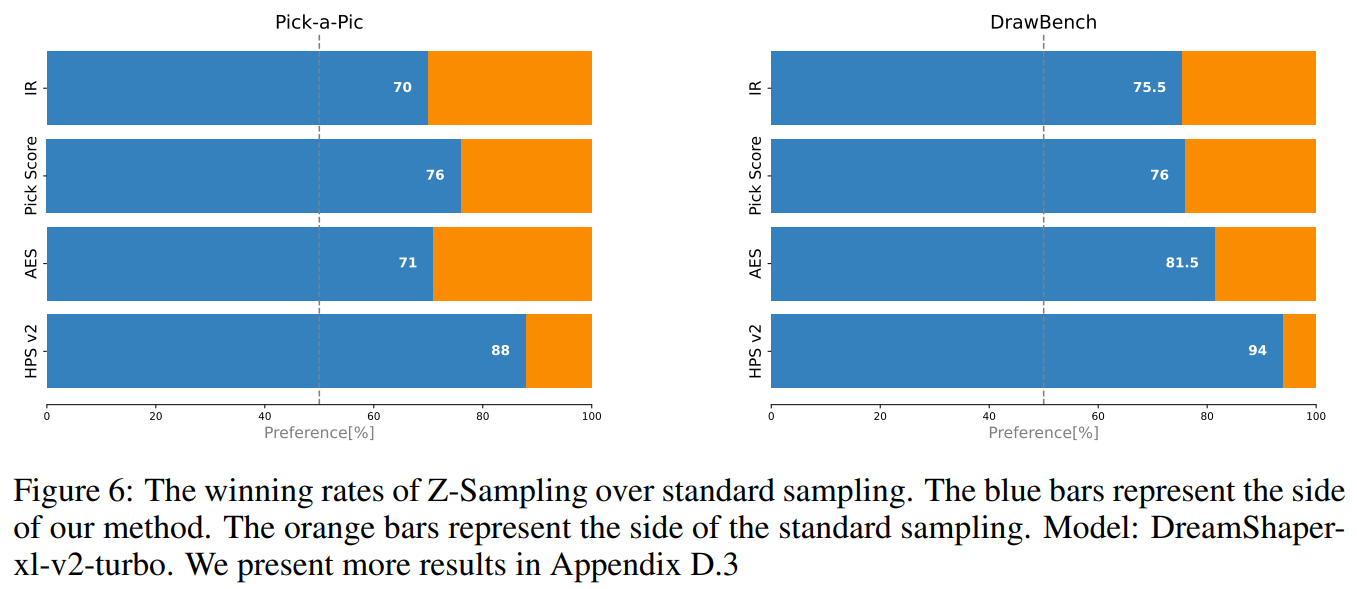 Pick-a-Pic
IR
70
Pick Score
76
AES
71
HPS v2
88
0 20 40 60 80 100
Preference[%]
DrawBench
IR
75.5
Pick Score
76
AES
81.5
HPS v2
94
0 20 40 60 80 100
Preference[%]
Figure 6: The winning rates of Z-Sampling over standard sampling. The blue bars represent the side
of our method. The orange bars represent the side of the standard sampling. Model: DreamShaper-
xl-v2-turbo. We present more results in Appendix D.3